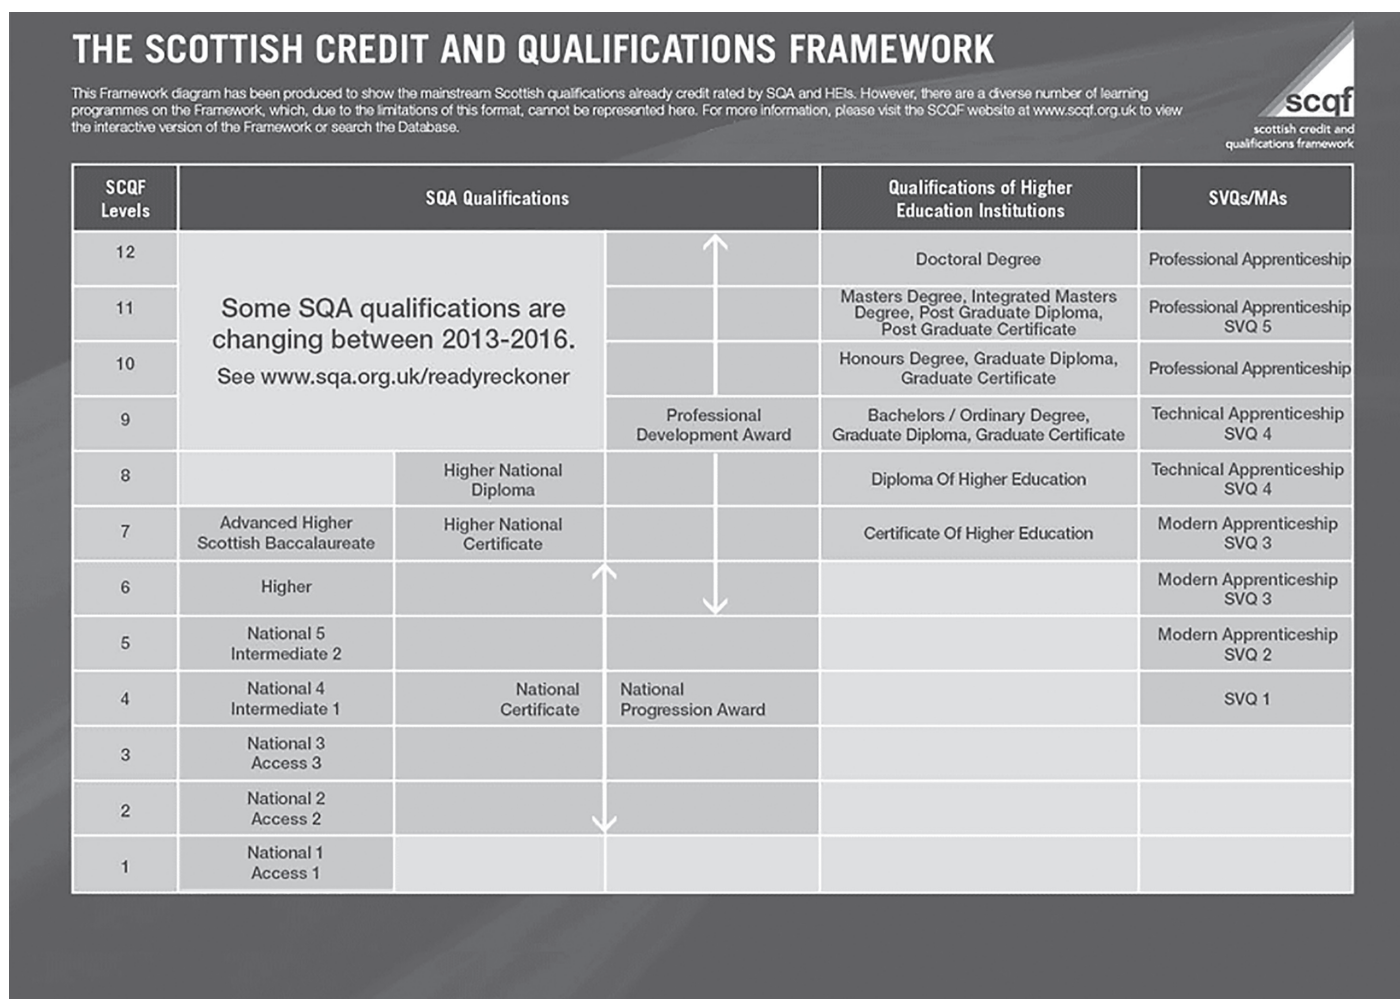 THE SCOTTISH CREDIT AND QUALIFICATIONS FRAMEWORK
This Framework diagram has been produced to show the mainstream Scottish qualifications already credit rated by SQA and HEIs. However, there are a diverse number of learning
programmes on the Framework, which, due to the limitations of this format, cannot be represented here. For more information, please visit the SCQF website at www.scqf.org.uk to view
the interactive version of the Framework or search the Database.
scqf
scottish credit and
qualifications framework
SCQF
Levels
SQA Qualifications
Qualifications of Higher
Education Institutions
SVQs/MAs
12
Some SQA qualifications are
changing between 2013-2016.
See www.sqa.org.uk/readyreckoner
Doctoral Degree
Professional Apprenticeship
11
Masters Degree, Integrated Masters
Degree, Post Graduate Diploma,
Post Graduate Certificate
Professional Apprenticeship
SVQ 5
10
Honours Degree, Graduate Diploma,
Graduate Certificate
Professional Apprenticeship
9
Professional
Development Award
Bachelors / Ordinary Degree,
Graduate Diploma, Graduate Certificate
Technical Apprenticeship
SVQ 4
8
Higher National
Diploma
Diploma Of Higher Education
Technical Apprenticeship
SVQ 4
7
Advanced Higher
Scottish Baccalaureate
Higher National
Certificate
Certificate Of Higher Education
Modern Apprenticeship
SVQ 3
6
Higher
Modern Apprenticeship
SVQ 3
5
National 5
Intermediate 2
Modern Apprenticeship
SVQ 2
4
National 4
Intermediate 1
National
Certificate
National
Progression Award
SVQ 1
3
National 3
Access 3
2
National 2
Access 2
1
National 1
Access 1